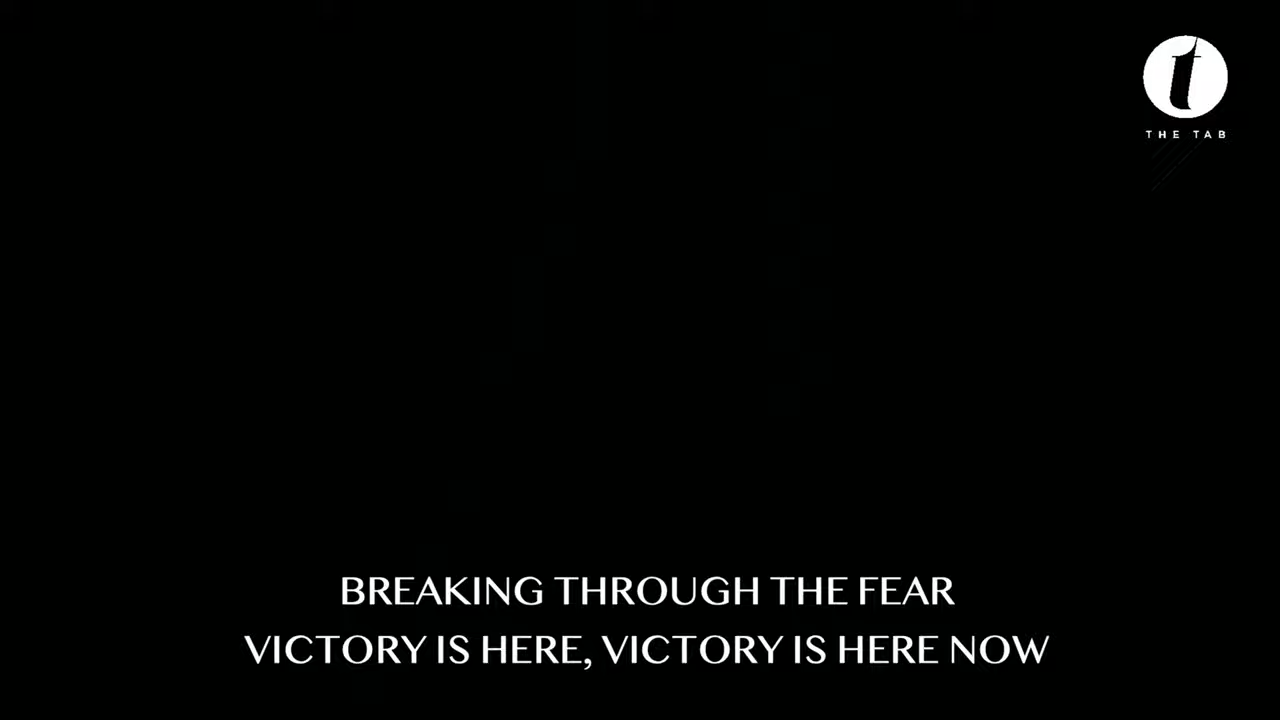 t
THE TAB
BREAKING THROUGH THE FEAR
VICTORY IS HERE, VICTORY IS HERE NOW